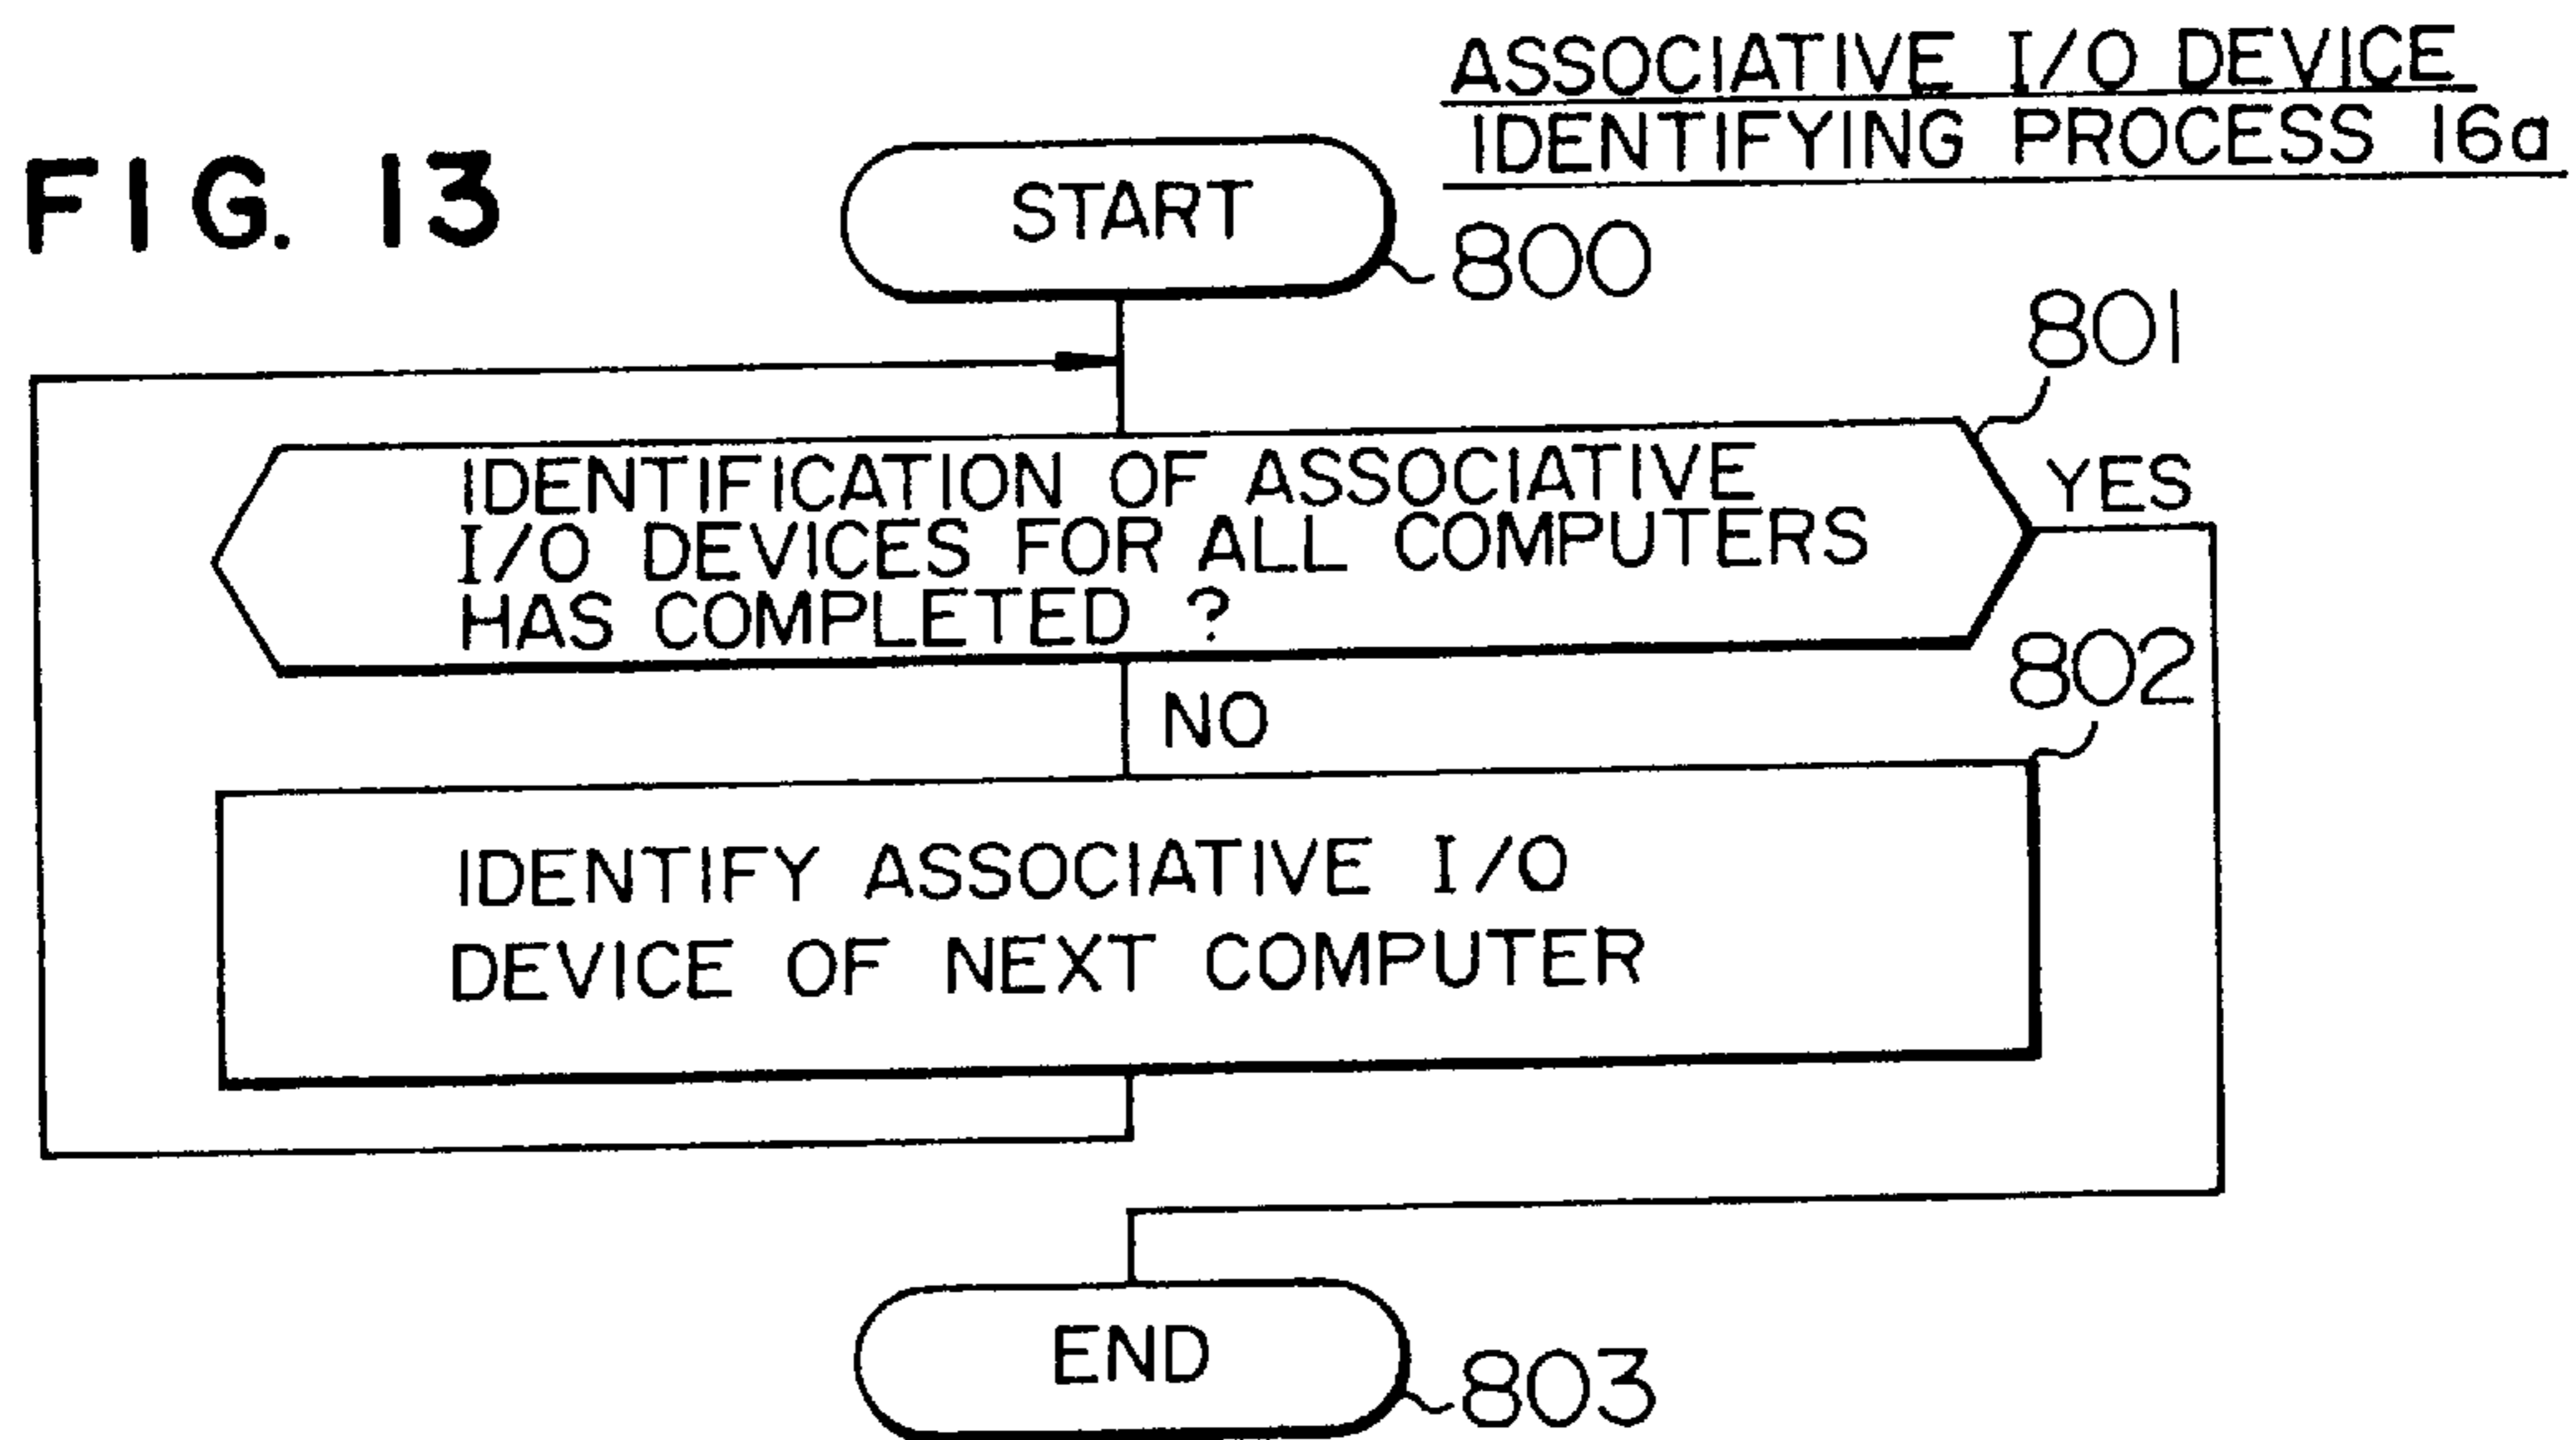 ASSOCIATIVE I/O DEVICE
IDENTIFYING PROCESS 16a
FIG. 13
START
800
801
IDENTIFICATION OF ASSOCIATIVE
I/O DEVICES FOR ALL COMPUTERS
HAS COMPLETED ?
YES
NO
802
IDENTIFY ASSOCIATIVE I/O
DEVICE OF NEXT COMPUTER
END
803